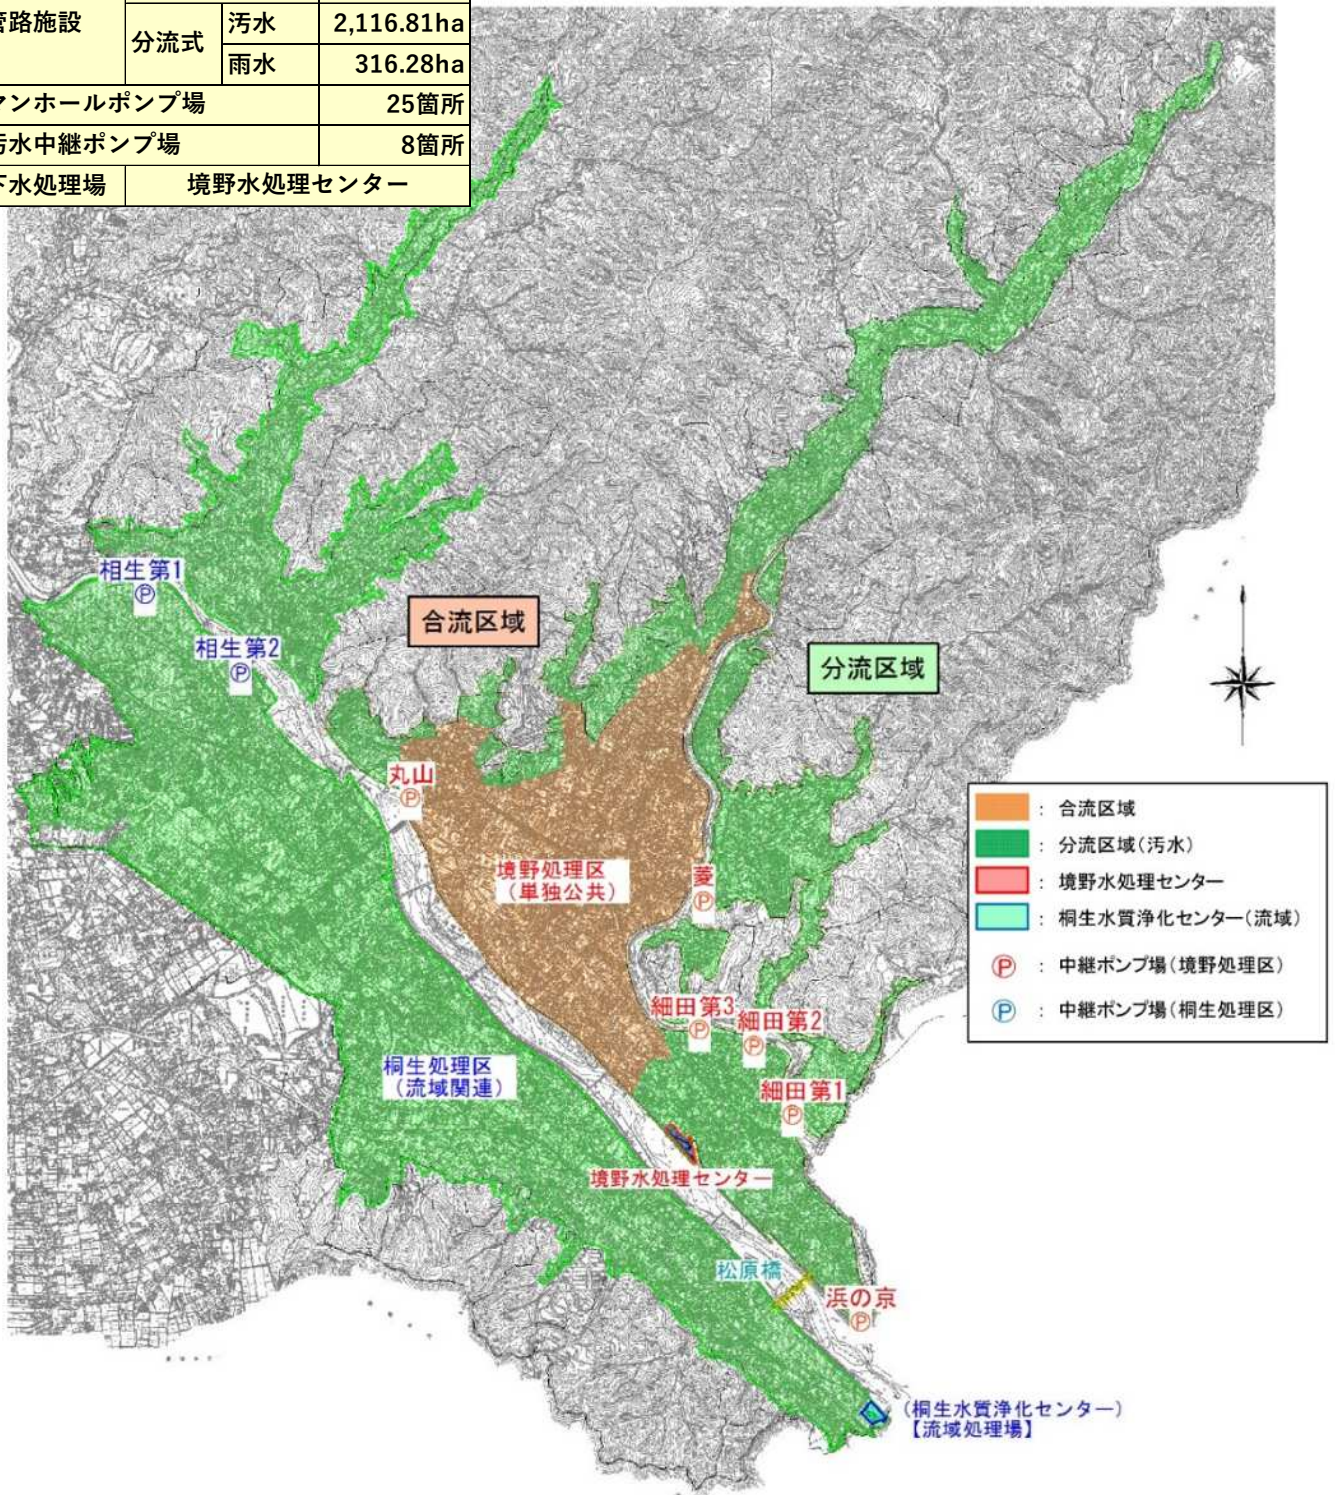 管路施設
分流式
汚水
2,116.81ha
雨水
316.28ha
マンホールポンプ場
25箇所
汚水中継ポンプ場
8箇所
下水処理場
境野水処理センター
相生第1
Ⓟ
相生第2
Ⓟ
合流区域
分流区域
丸山
Ⓟ
境野処理区
(単独公共)
菱
Ⓟ
細田第3
Ⓟ
細田第2
Ⓟ
細田第1
Ⓟ
桐生処理区
(流域関連)
境野水処理センター
松原橋
浜の京
Ⓟ
(桐生水質浄化センター)
【流域処理場】
: 合流区域
: 分流区域(汚水)
: 境野水処理センター
: 桐生水質浄化センター(流域)
Ⓟ : 中継ポンプ場(境野処理区)
Ⓟ : 中継ポンプ場(桐生処理区)